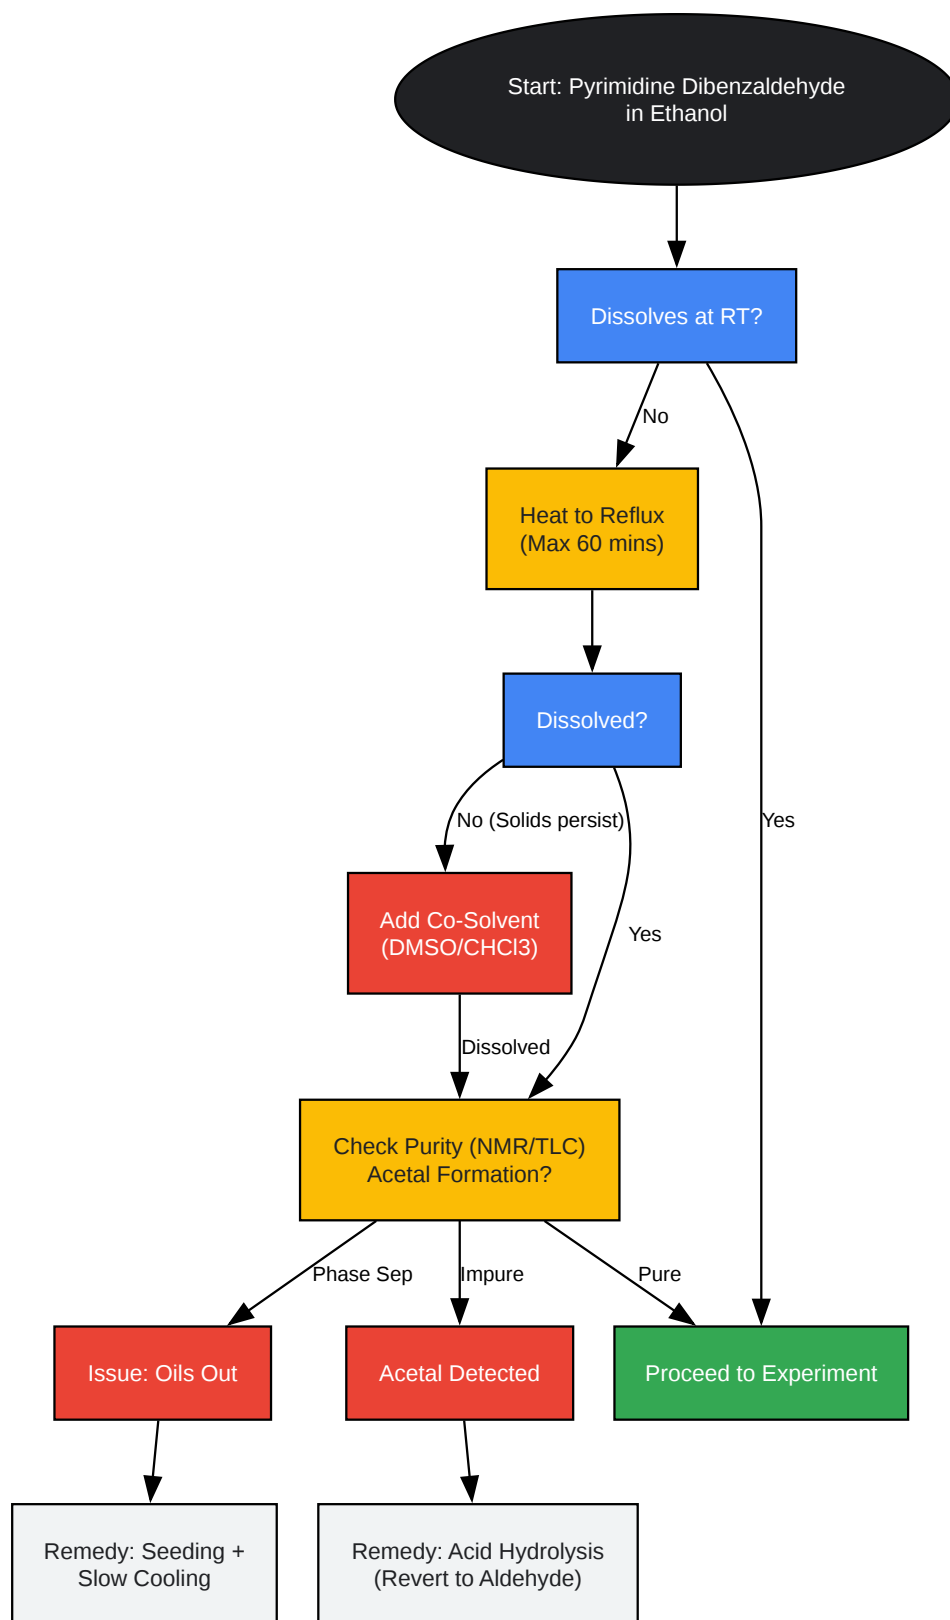 Start: Pyrimidine Dibenzaldehyde
in Ethanol
Dissolves at RT?
No
Heat to Reflux
(Max 60 mins)
Dissolved?
No (Solids persist)
Yes
Add Co-Solvent
(DMSO/CHCl3)
Yes
Dissolved
Check Purity (NMR/TLC)
Acetal Formation?
Phase Sep
Impure
Pure
Issue: Oils Out
Acetal Detected
Proceed to Experiment
Remedy: Seeding +
Slow Cooling
Remedy: Acid Hydrolysis
(Revert to Aldehyde)